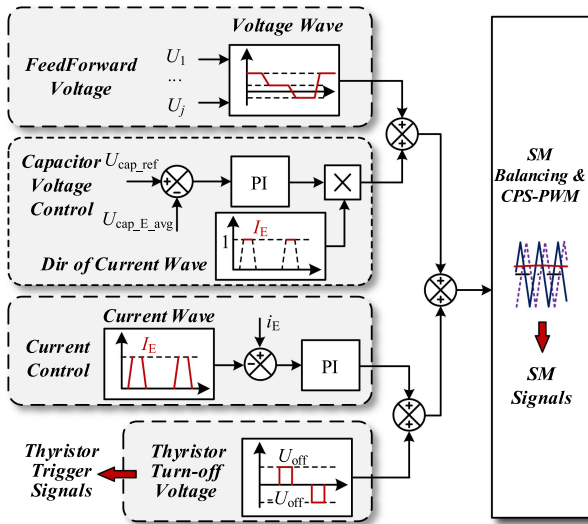 Voltage Wave
FeedForward
Voltage
U1
...
Uj
Capacitor
Voltage
Control
Ucap_ref
+
−
Ucap_E_avg
PI
×
1
IE
Dir of Current Wave
+
+
+
+
Current Wave
Current
Control
IE
iE
+
−
PI
+
+
Thyristor
Trigger
Signals
Thyristor
Turn-off
Voltage
Uoff
-Uoff
SM
Balancing &
CPS-PWM
SM
Signals